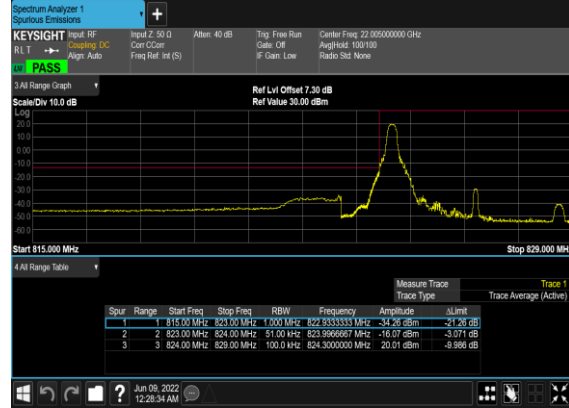 Spectrum Analyzer 1
Spurious Emissions
+
KEYSIGHT
Input: RF
Input Z: 50 Ω
Atten: 40 dB
Trig: Free Run
Center Freq: 22.005000000 GHz
R L T
Coupling: DC
Corr CCorr
Gate: Off
Avg|Hold: 100/100
Align: Auto
Freq Ref: Int (S)
IF Gain: Low
Radio Std: None
PASS
3 All Range Graph
Ref Lvl Offset 7.30 dB
Scale/Div 10.0 dB
Ref Value 30.00 dBm
Log
20.0
10.0
0.00
-10.0
-20.0
-30.0
-40.0
-50.0
-60.0
Start 815.000 MHz
Stop 829.000 MH
4 All Range Table
Measure Trace Trace 1
Trace Type Trace Average (Active)
Spur Range Start Freq Stop Freq RBW Frequency Amplitude ΔLimit
1 1 815.00 MHz 823.00 MHz 1.000 MHz 822.9333333 MHz -34.26 dBm -21.26 dB
2 2 823.00 MHz 824.00 MHz 51.00 kHz 823.9966667 MHz -16.07 dBm -3.071 dB
3 3 824.00 MHz 829.00 MHz 100.0 kHz 824.3000000 MHz 20.01 dBm -9.986 dB
?
Jun 09, 2022
12:28:34 AM